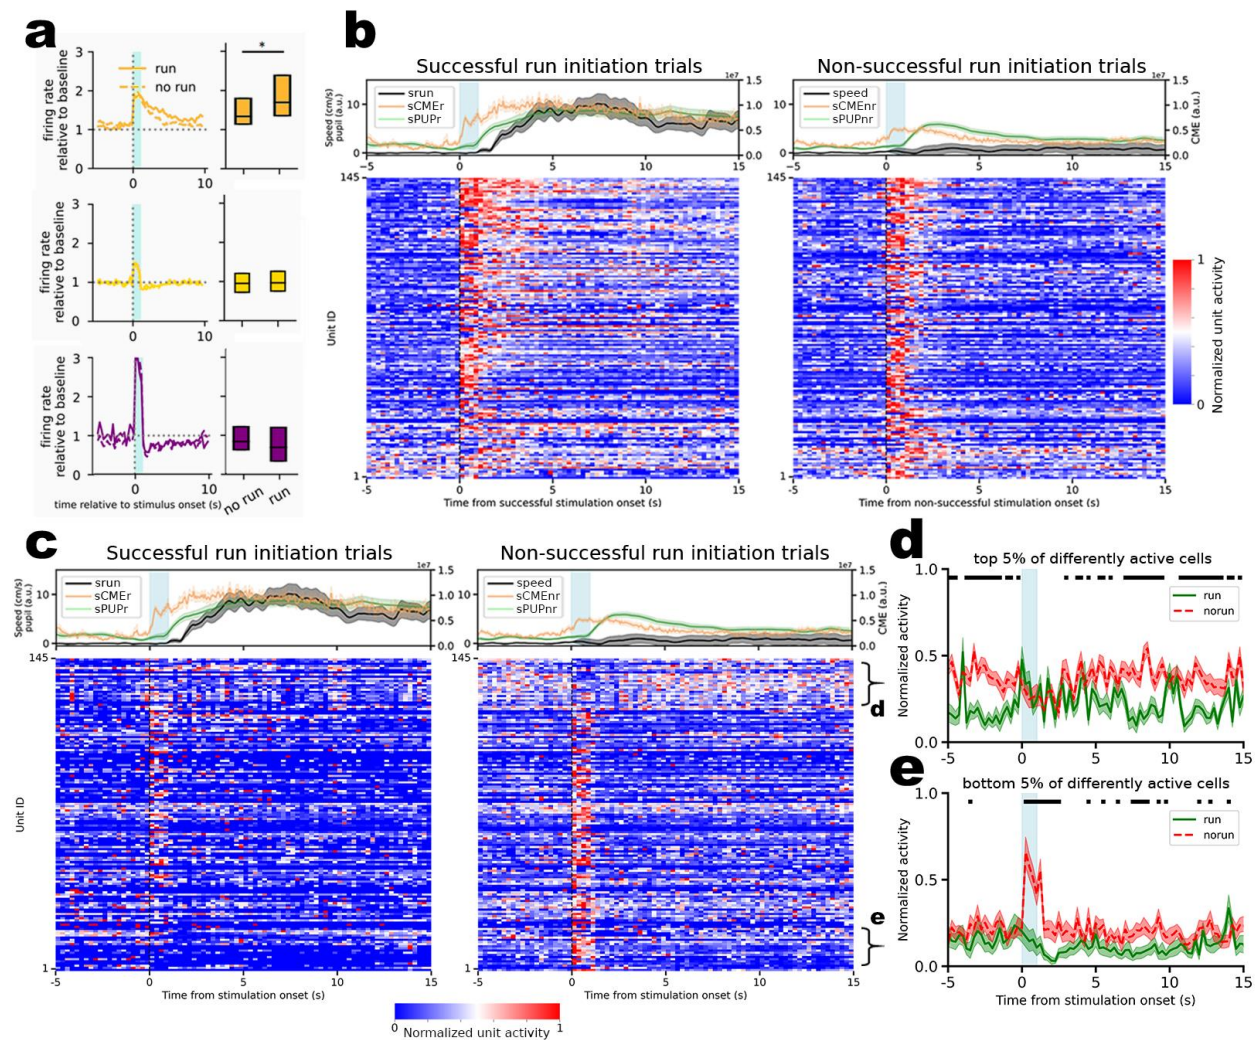 a
firing rate
relative to baseline
3
2
1
0
0
10
run
no run
*
firing rate
relative to baseline
3
2
1
0
0
10
firing rate
relative to baseline
3
2
1
0
0
10
time relative to stimulus onset (s)
no run
run
b
Successful run initiation trials
Speed (cm/s)
pupil (a.u.)
10
0
srun
sCMEr
sPUPr
1e7
1.5
1.0
0.5
0.0
-5
0
5
10
15
Unit ID
145
1
-5
0
5
10
15
Time from successful stimulation onset (s)
Non-successful run initiation trials
10
0
speed
sCMEnr
sPUPnr
1e7
1.5
1.0
0.5
0.0
CME (a.u.)
-5
0
5
10
15
145
1
-5
0
5
10
15
Time from non-successful stimulation onset (s)
1
0
Normalized unit activity
c
Successful run initiation trials
Speed (cm/s)
pupil (a.u.)
10
0
srun
sCMEr
sPUPr
1e7
1.5
1.0
0.5
0.0
145
Unit ID
1
-5
0
5
10
15
Time from stimulation onset (s)
Non-successful run initiation trials
10
0
speed
sCMEnr
sPUPnr
1e7
1.5
1.0
0.5
0.0
CME (a.u.)
145
d
e
1
-5
0
5
10
15
Time from stimulation onset (s)
0
1
Normalized unit activity
d
top 5% of differently active cells
Normalized activity
1.0
0.5
0.0
run
norun
-5
0
5
10
15
e
bottom 5% of differently active cells
Normalized activity
1.0
0.5
0.0
run
norun
-5
0
5
10
15
Time from stimulation onset (s)